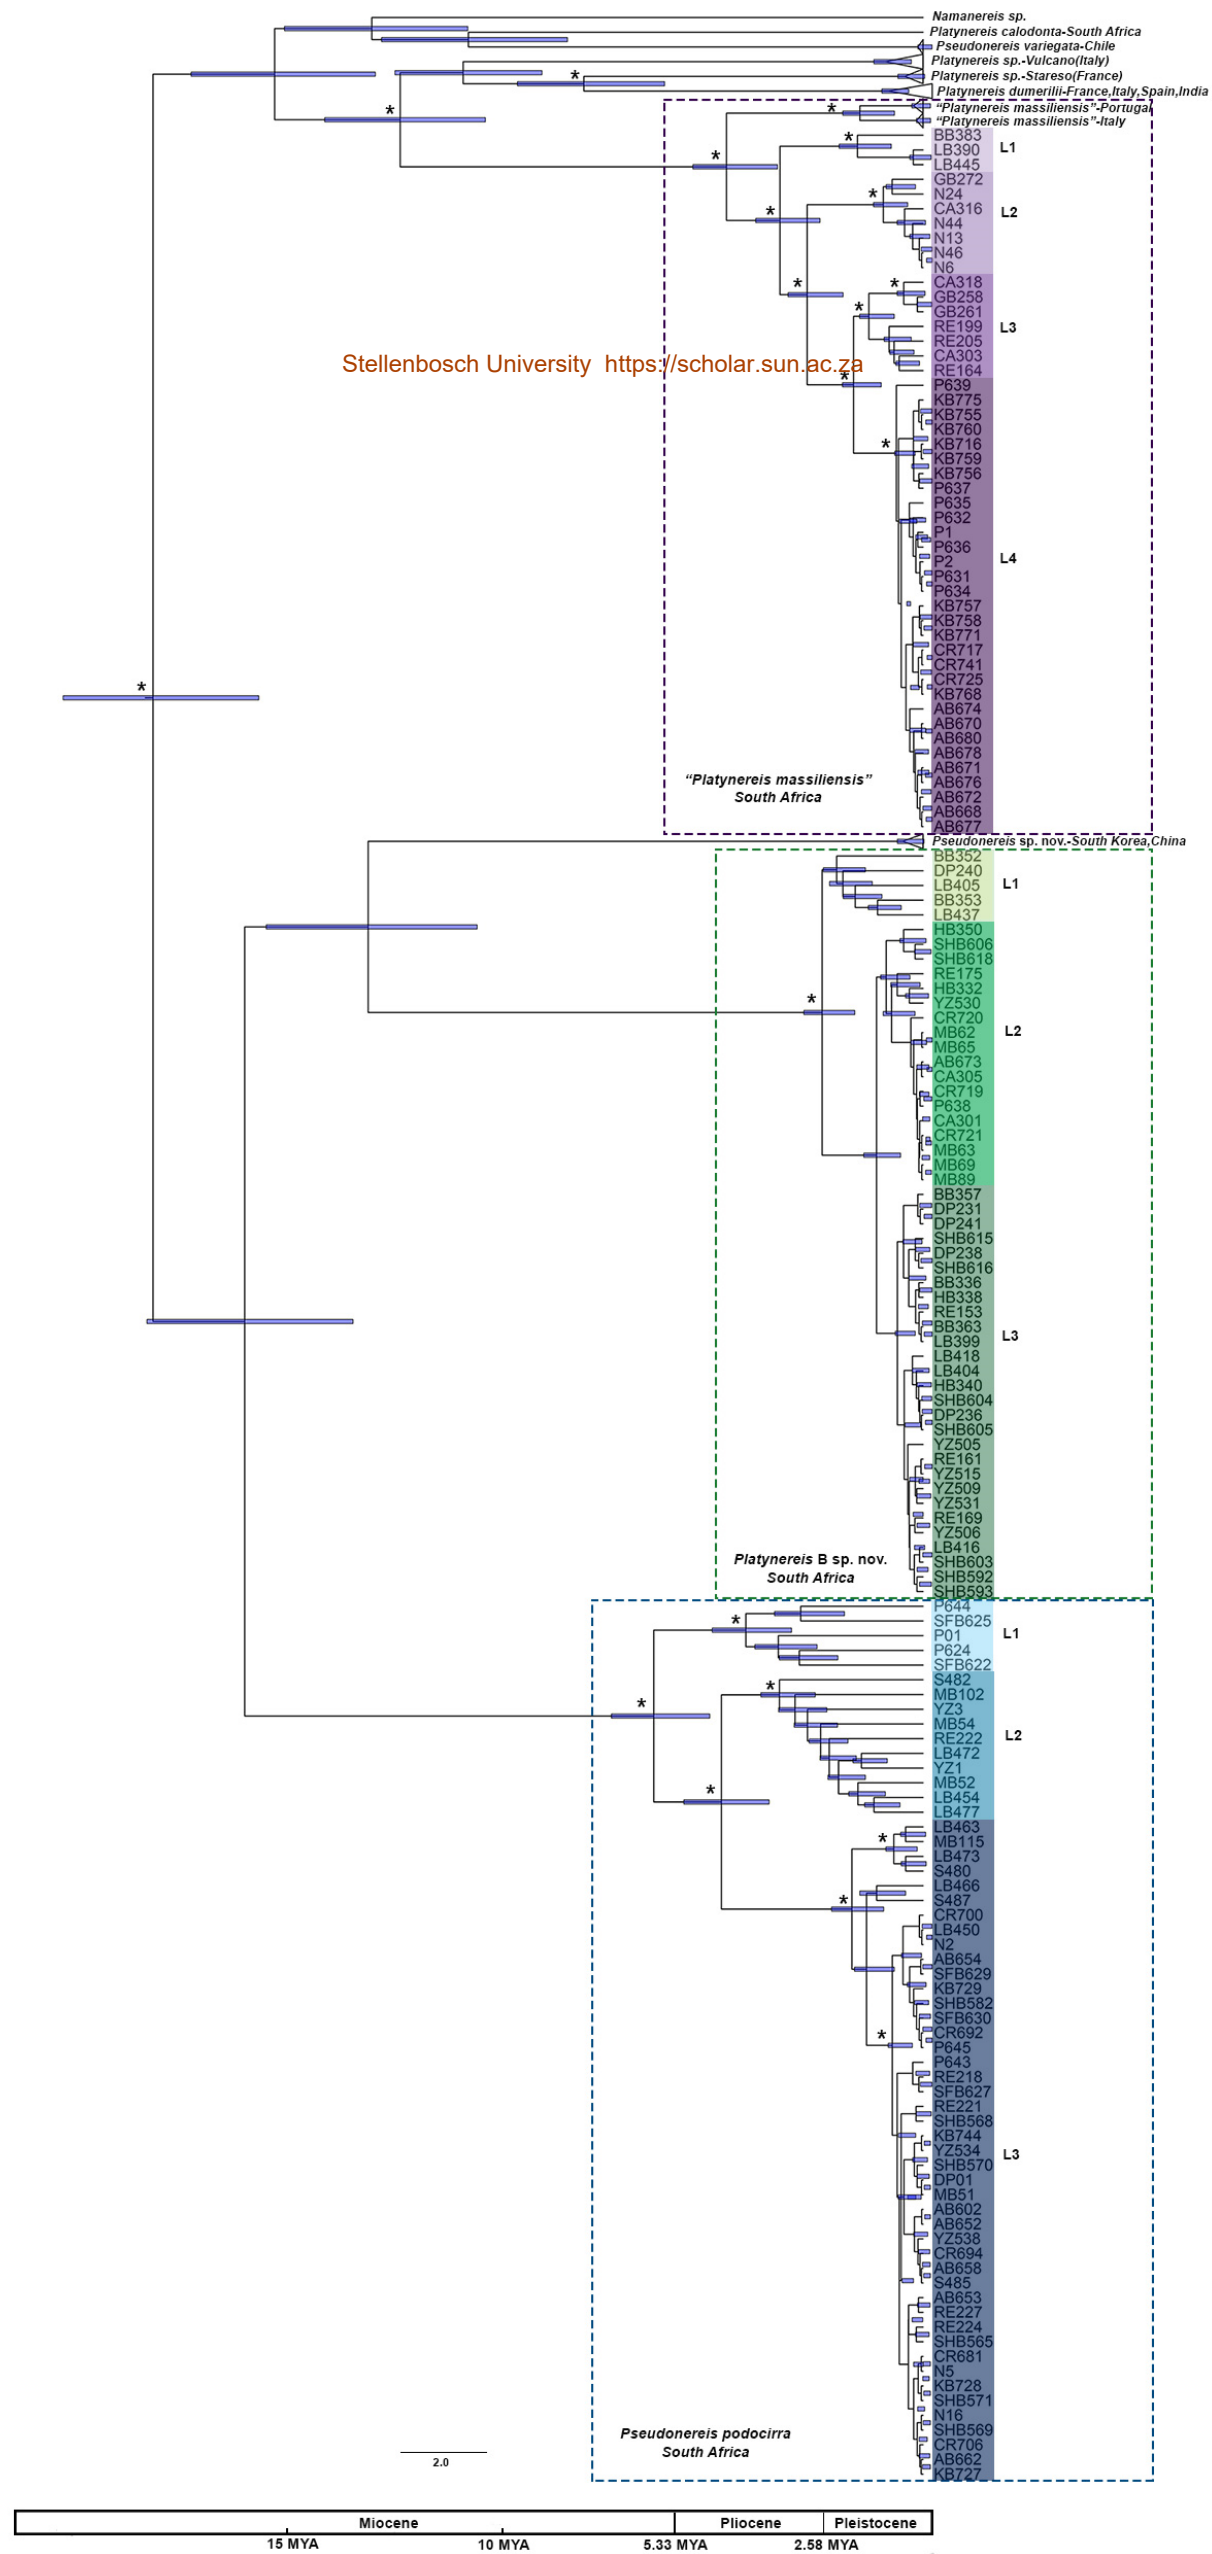 Namanereis sp.
Platynereis calodonta-South Africa
Pseudonereis variegata-Chile
Platynereis sp.-Vulcano(Italy)
*
Platynereis sp.-Stareso(France)
Platynereis dumerilii-France,Italy,Spain,India
*
*
“Platynereis massiliensis”-Portugal
“Platynereis massiliensis”-Italy
BB383
*
LB390
L1
*
LB445
GB272
*
N24
*
CA316
L2
N44
N13
N46
N6
*
*
CA318
GB258
*
GB261
RE199
L3
RE205
CA303
Stellenbosch University https://scholar.sun.ac.za
RE164
*
P639
KB775
KB755
KB760
*
KB716
KB759
KB756
P637
P635
P632
P1
P636
P2
L4
P631
P634
KB757
KB758
KB771
CR717
CR741
CR725
*
KB768
AB674
AB670
AB680
AB678
AB671
“Platynereis massiliensis”
AB676
South Africa
AB672
AB668
AB677
Pseudonereis sp. nov.-South Korea,China
BB352
DP240
LB405
L1
BB353
LB437
HB350
SHB606
SHB618
RE175
HB332
*
YZ530
CR720
MB62
L2
MB65
AB673
CA305
CR719
P638
CA301
CR721
MB63
MB69
MB89
BB357
DP231
DP241
SHB615
DP238
SHB616
BB336
HB338
RE153
BB363
L3
LB399
LB418
LB404
HB340
SHB604
DP236
SHB605
YZ505
RE161
YZ515
YZ509
YZ531
RE169
YZ506
LB416
Platynereis B sp. nov.
SHB603
South Africa
SHB592
SHB593
P644
*
SFB625
P01
L1
P624
SFB622
S482
*
MB102
*
YZ3
MB54
RE222
L2
LB472
YZ1
*
MB52
LB454
LB477
LB463
*
MB115
LB473
S480
LB466
*
S487
CR700
LB450
N2
AB654
SFB629
KB729
SHB582
SFB630
*
CR692
P645
P643
RE218
SFB627
RE221
SHB568
KB744
YZ534
L3
SHB570
DP01
MB51
AB602
AB652
YZ538
CR694
AB658
S485
AB653
RE227
RE224
SHB565
CR681
N5
KB728
SHB571
N16
Pseudonereis podocirra
SHB569
South Africa
CR706
2.0
AB662
KB727
Miocene Pliocene Pleistocene
15 MYA 10 MYA 5.33 MYA 2.58 MYA